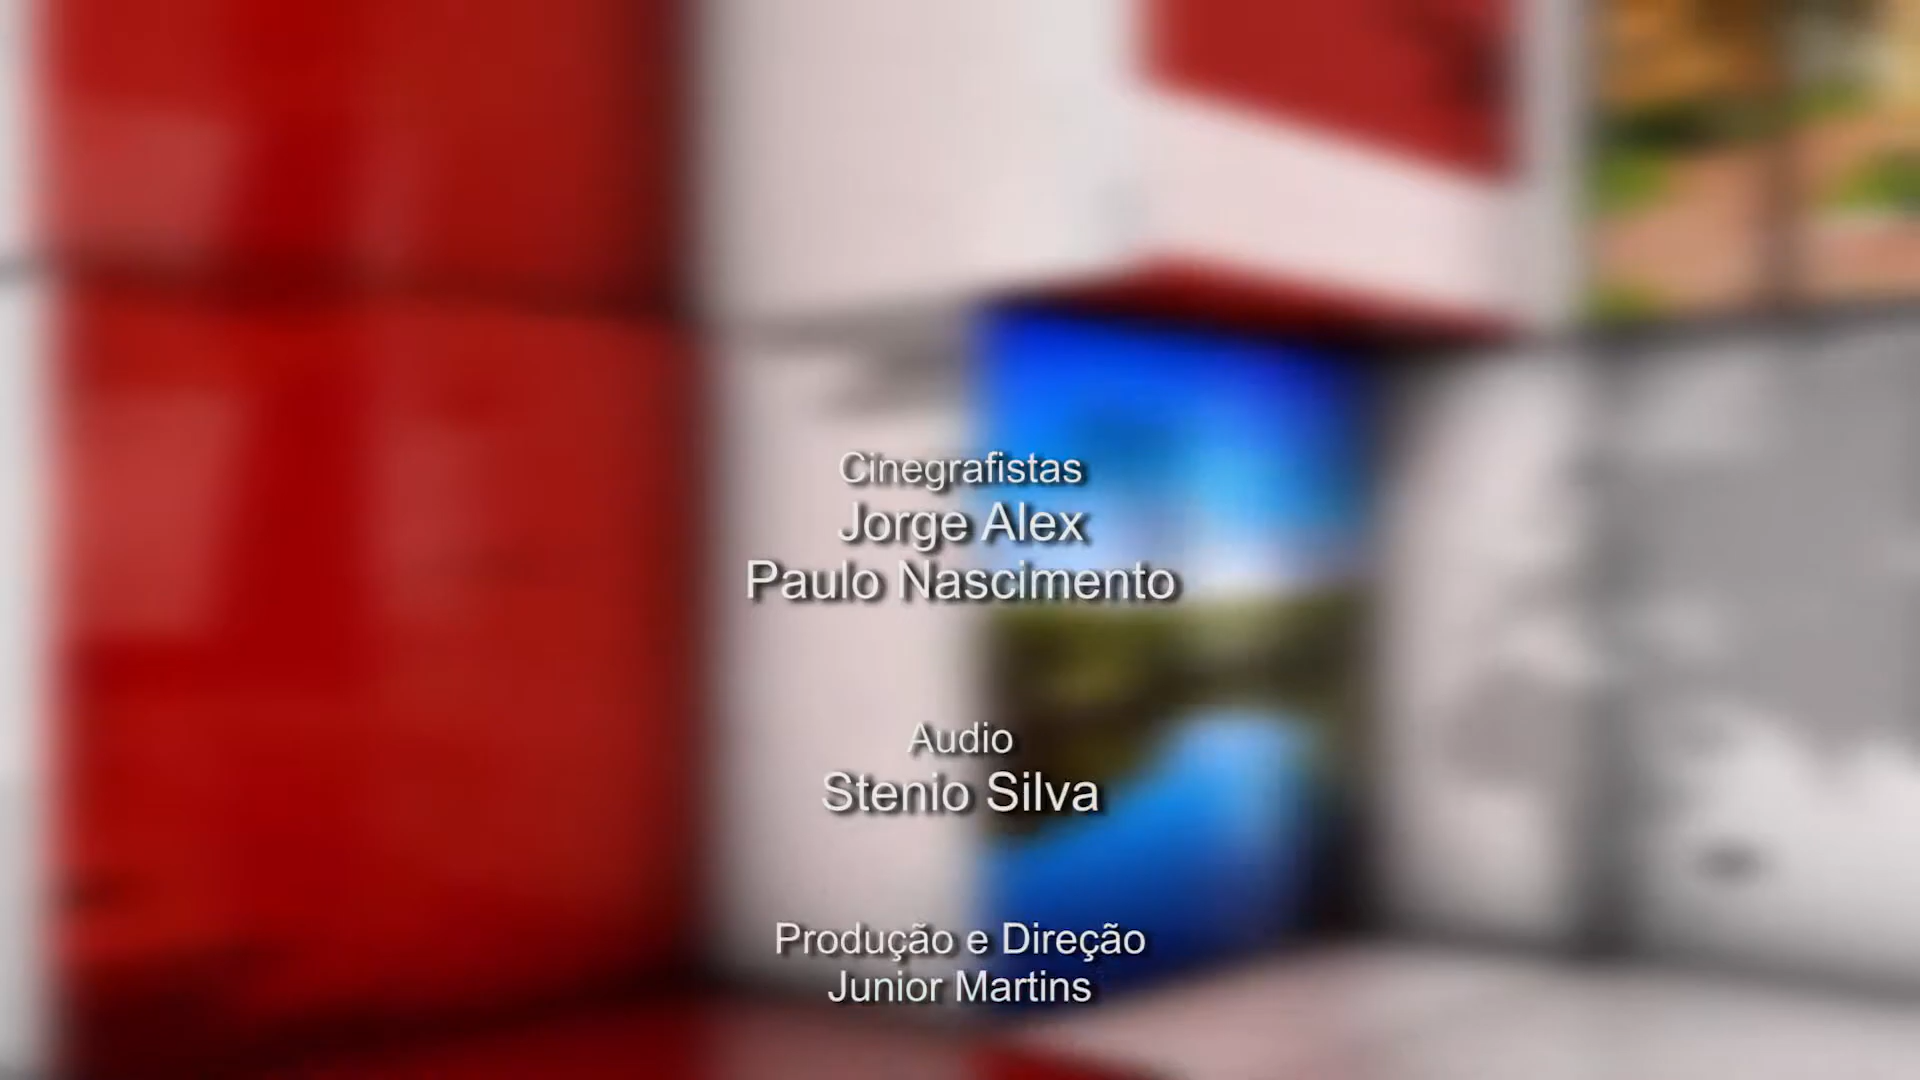 Cinegrafistas
Jorge Alex
Paulo Nascimento
Audio
Stenio Silva
Produção e Direção
Junior Martins